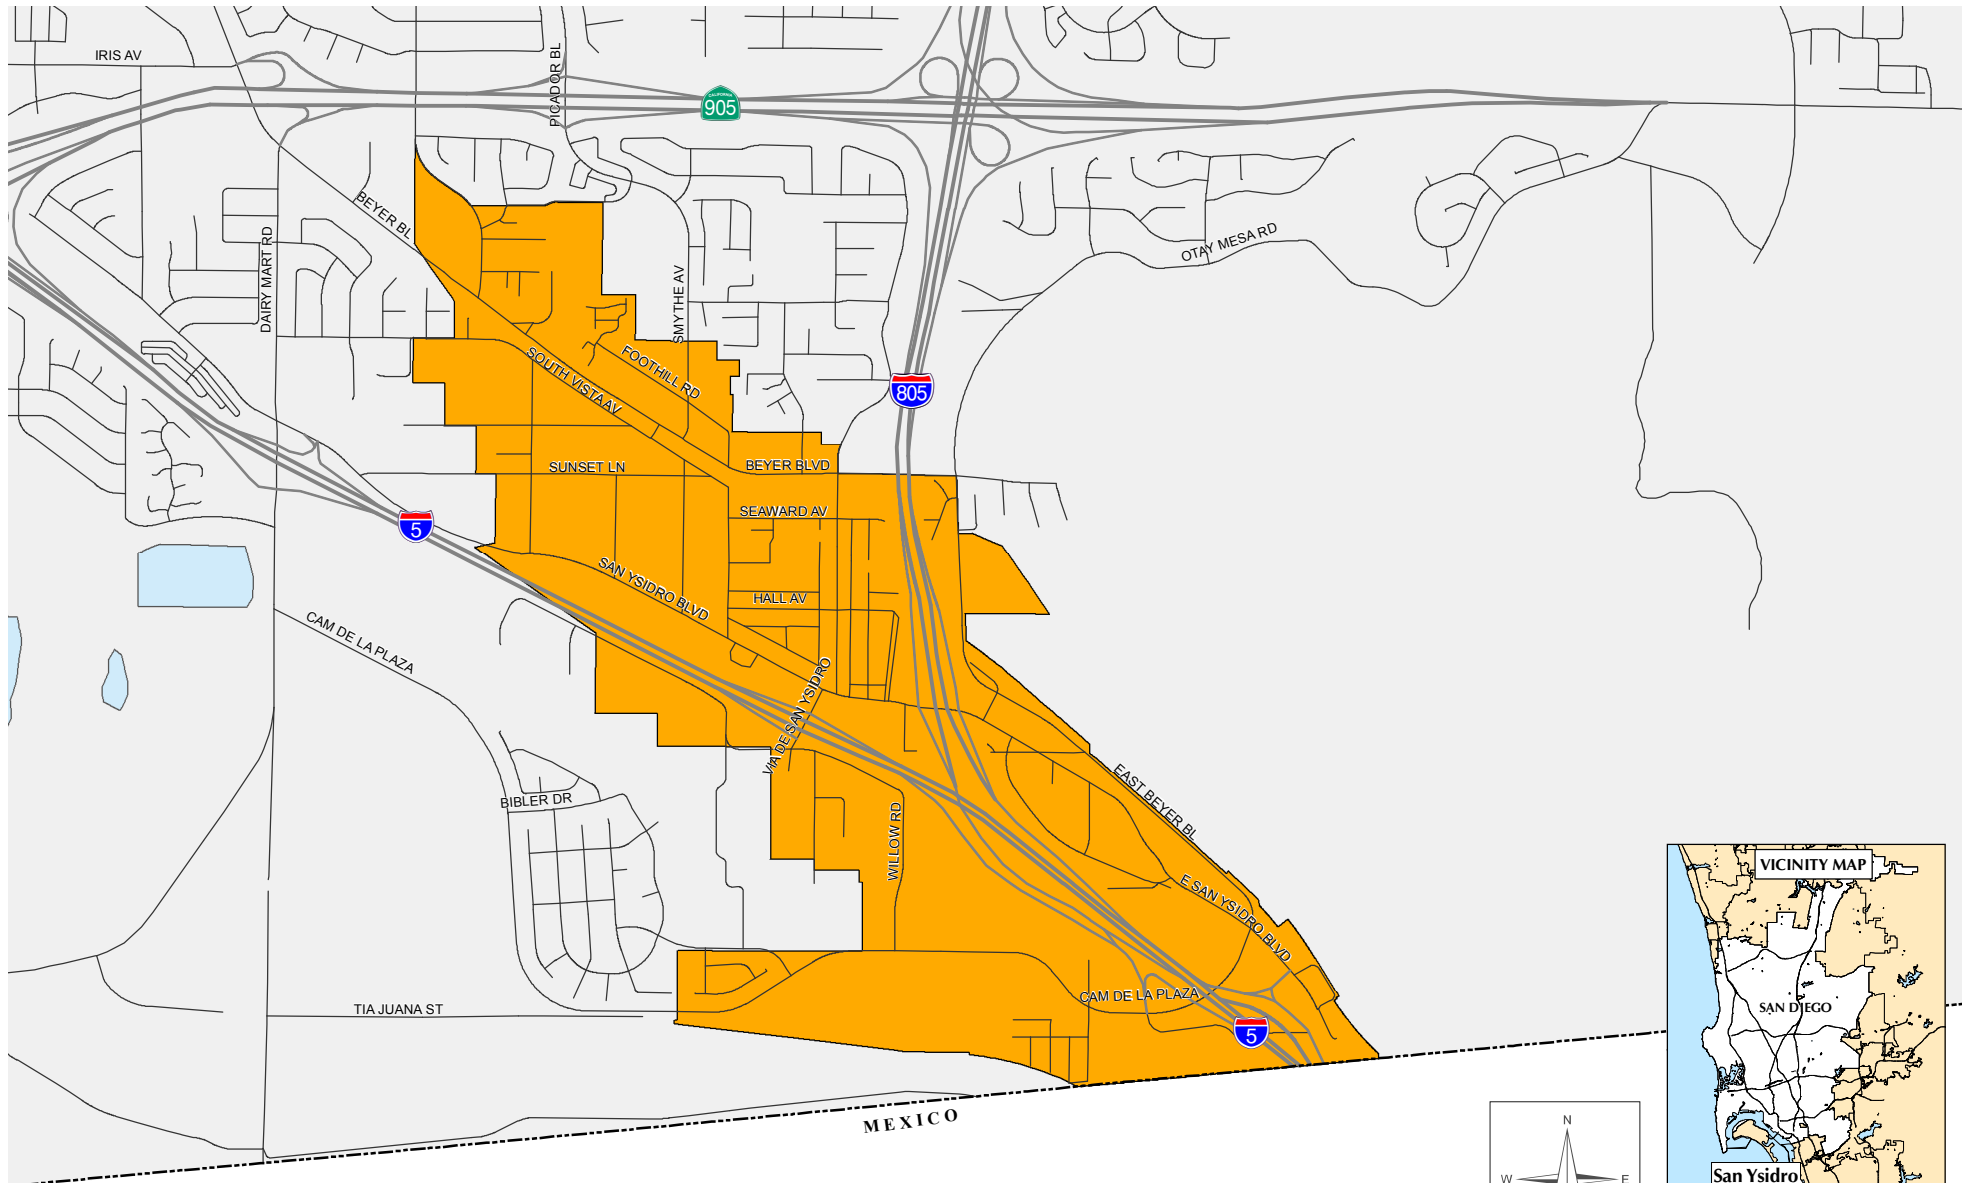 IRIS AV
PICADOR BL
CALIFORNIA
905
BEYER BL
DAIRY MART RD
SMYTHE AV
OTAY MESA RD
FOOTHILL RD
SOUTH VISTA AV
805
SUNSET LN
BEYER BLVD
SEAWARD AV
5
SAN YSIDRO BLVD
HALL AV
CAM DE LA PLAZA
VIA DE SAN YSIDRO
EAST BEYER BL
BIBLER DR
WILLOW RD
E SAN YSIDRO BLVD
CAM DE LA PLAZA
TIA JUANA ST
5
MEXICO
VICINITY MAP
SAN DIEGO
San Ysidro
N
W
E